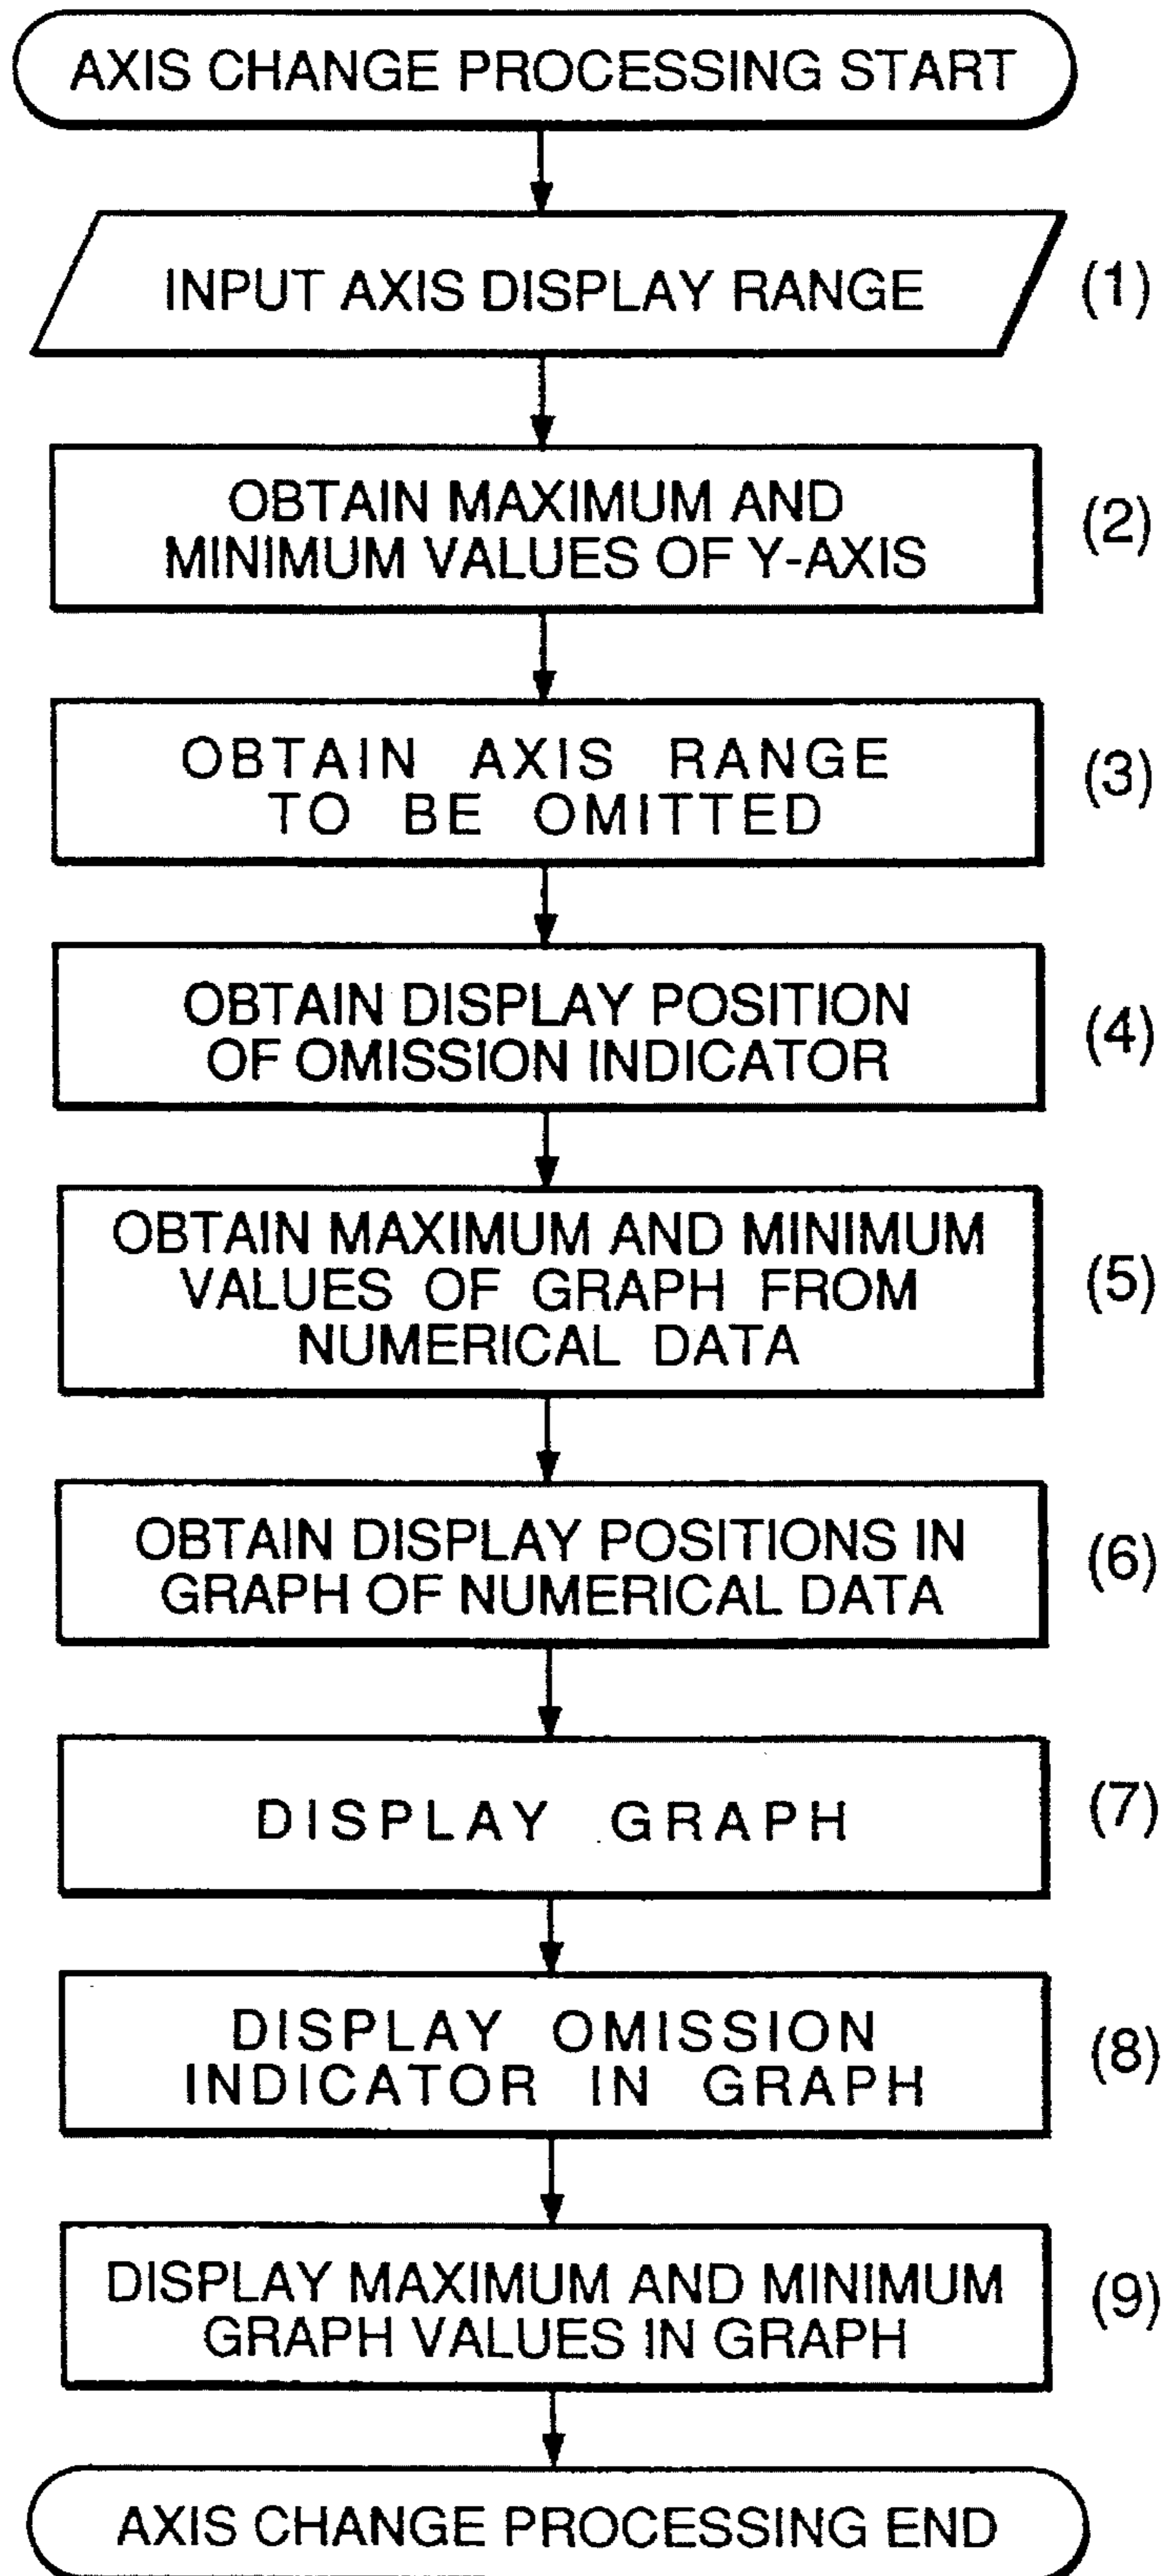 AXIS CHANGE PROCESSING START
INPUT AXIS DISPLAY RANGE
(1)
OBTAIN MAXIMUM AND
MINIMUM VALUES OF Y-AXIS
(2)
OBTAIN AXIS RANGE
TO BE OMITTED
(3)
OBTAIN DISPLAY POSITION
OF OMISSION INDICATOR
(4)
OBTAIN MAXIMUM AND MINIMUM
VALUES OF GRAPH FROM
NUMERICAL DATA
(5)
OBTAIN DISPLAY POSITIONS IN
GRAPH OF NUMERICAL DATA
(6)
DISPLAY GRAPH
(7)
DISPLAY OMISSION
INDICATOR IN GRAPH
(8)
DISPLAY MAXIMUM AND MINIMUM
GRAPH VALUES IN GRAPH
(9)
AXIS CHANGE PROCESSING END